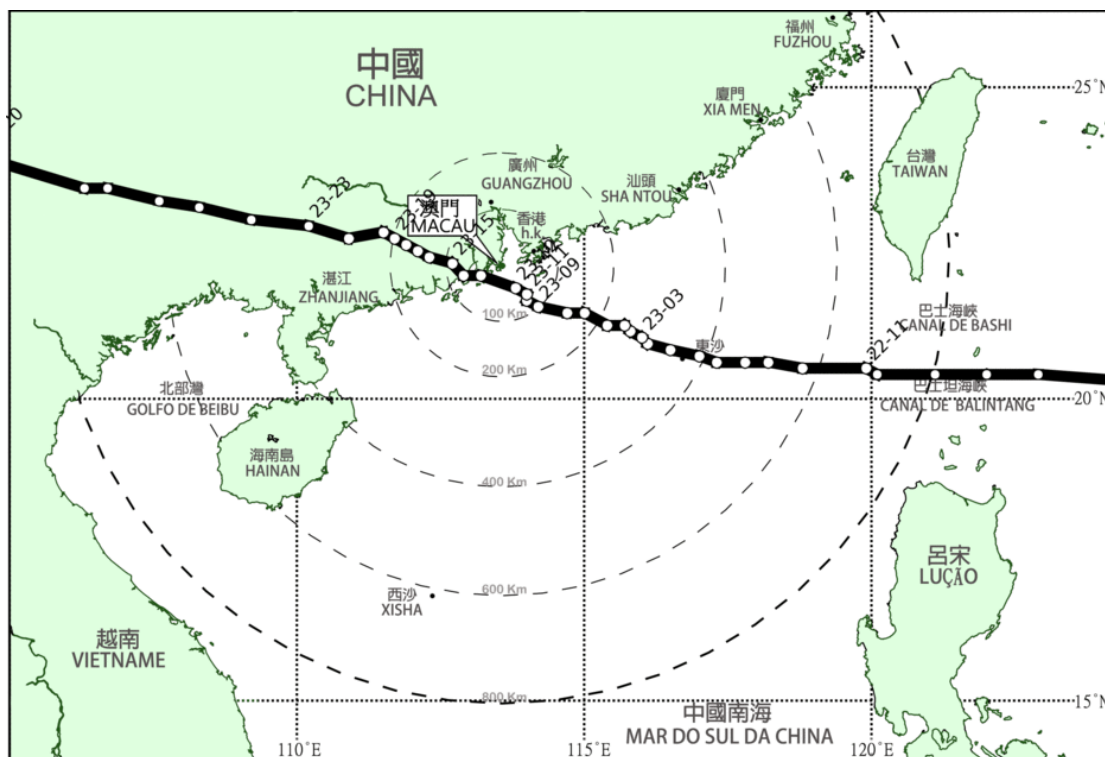 福州
FUZHOU
中國
CHINA
25°N
廈門
XIA MEN
台灣
TAIWAN
廣州
GUANGZHOU
汕頭
SHA NTOU
23-23
澳門
MACAU
香港
h.k.
23-15
23-11
23-09
湛江
ZHANJIANG
100 Km
23-03
東沙
巴士海峽
CANAL DE BASHI
22-11
200 Km
北部灣
GOLFO DE BEIBU
巴士坦海峽
CANAL DE BALINTANG
20°N
海南島
HAINAN
400 Km
600 Km
西沙
XISHA
呂宋
LUÇÃO
越南
VIETNAME
800 Km
中國南海
MAR DO SUL DA CHINA
15°N
110°E
115°E
120°E